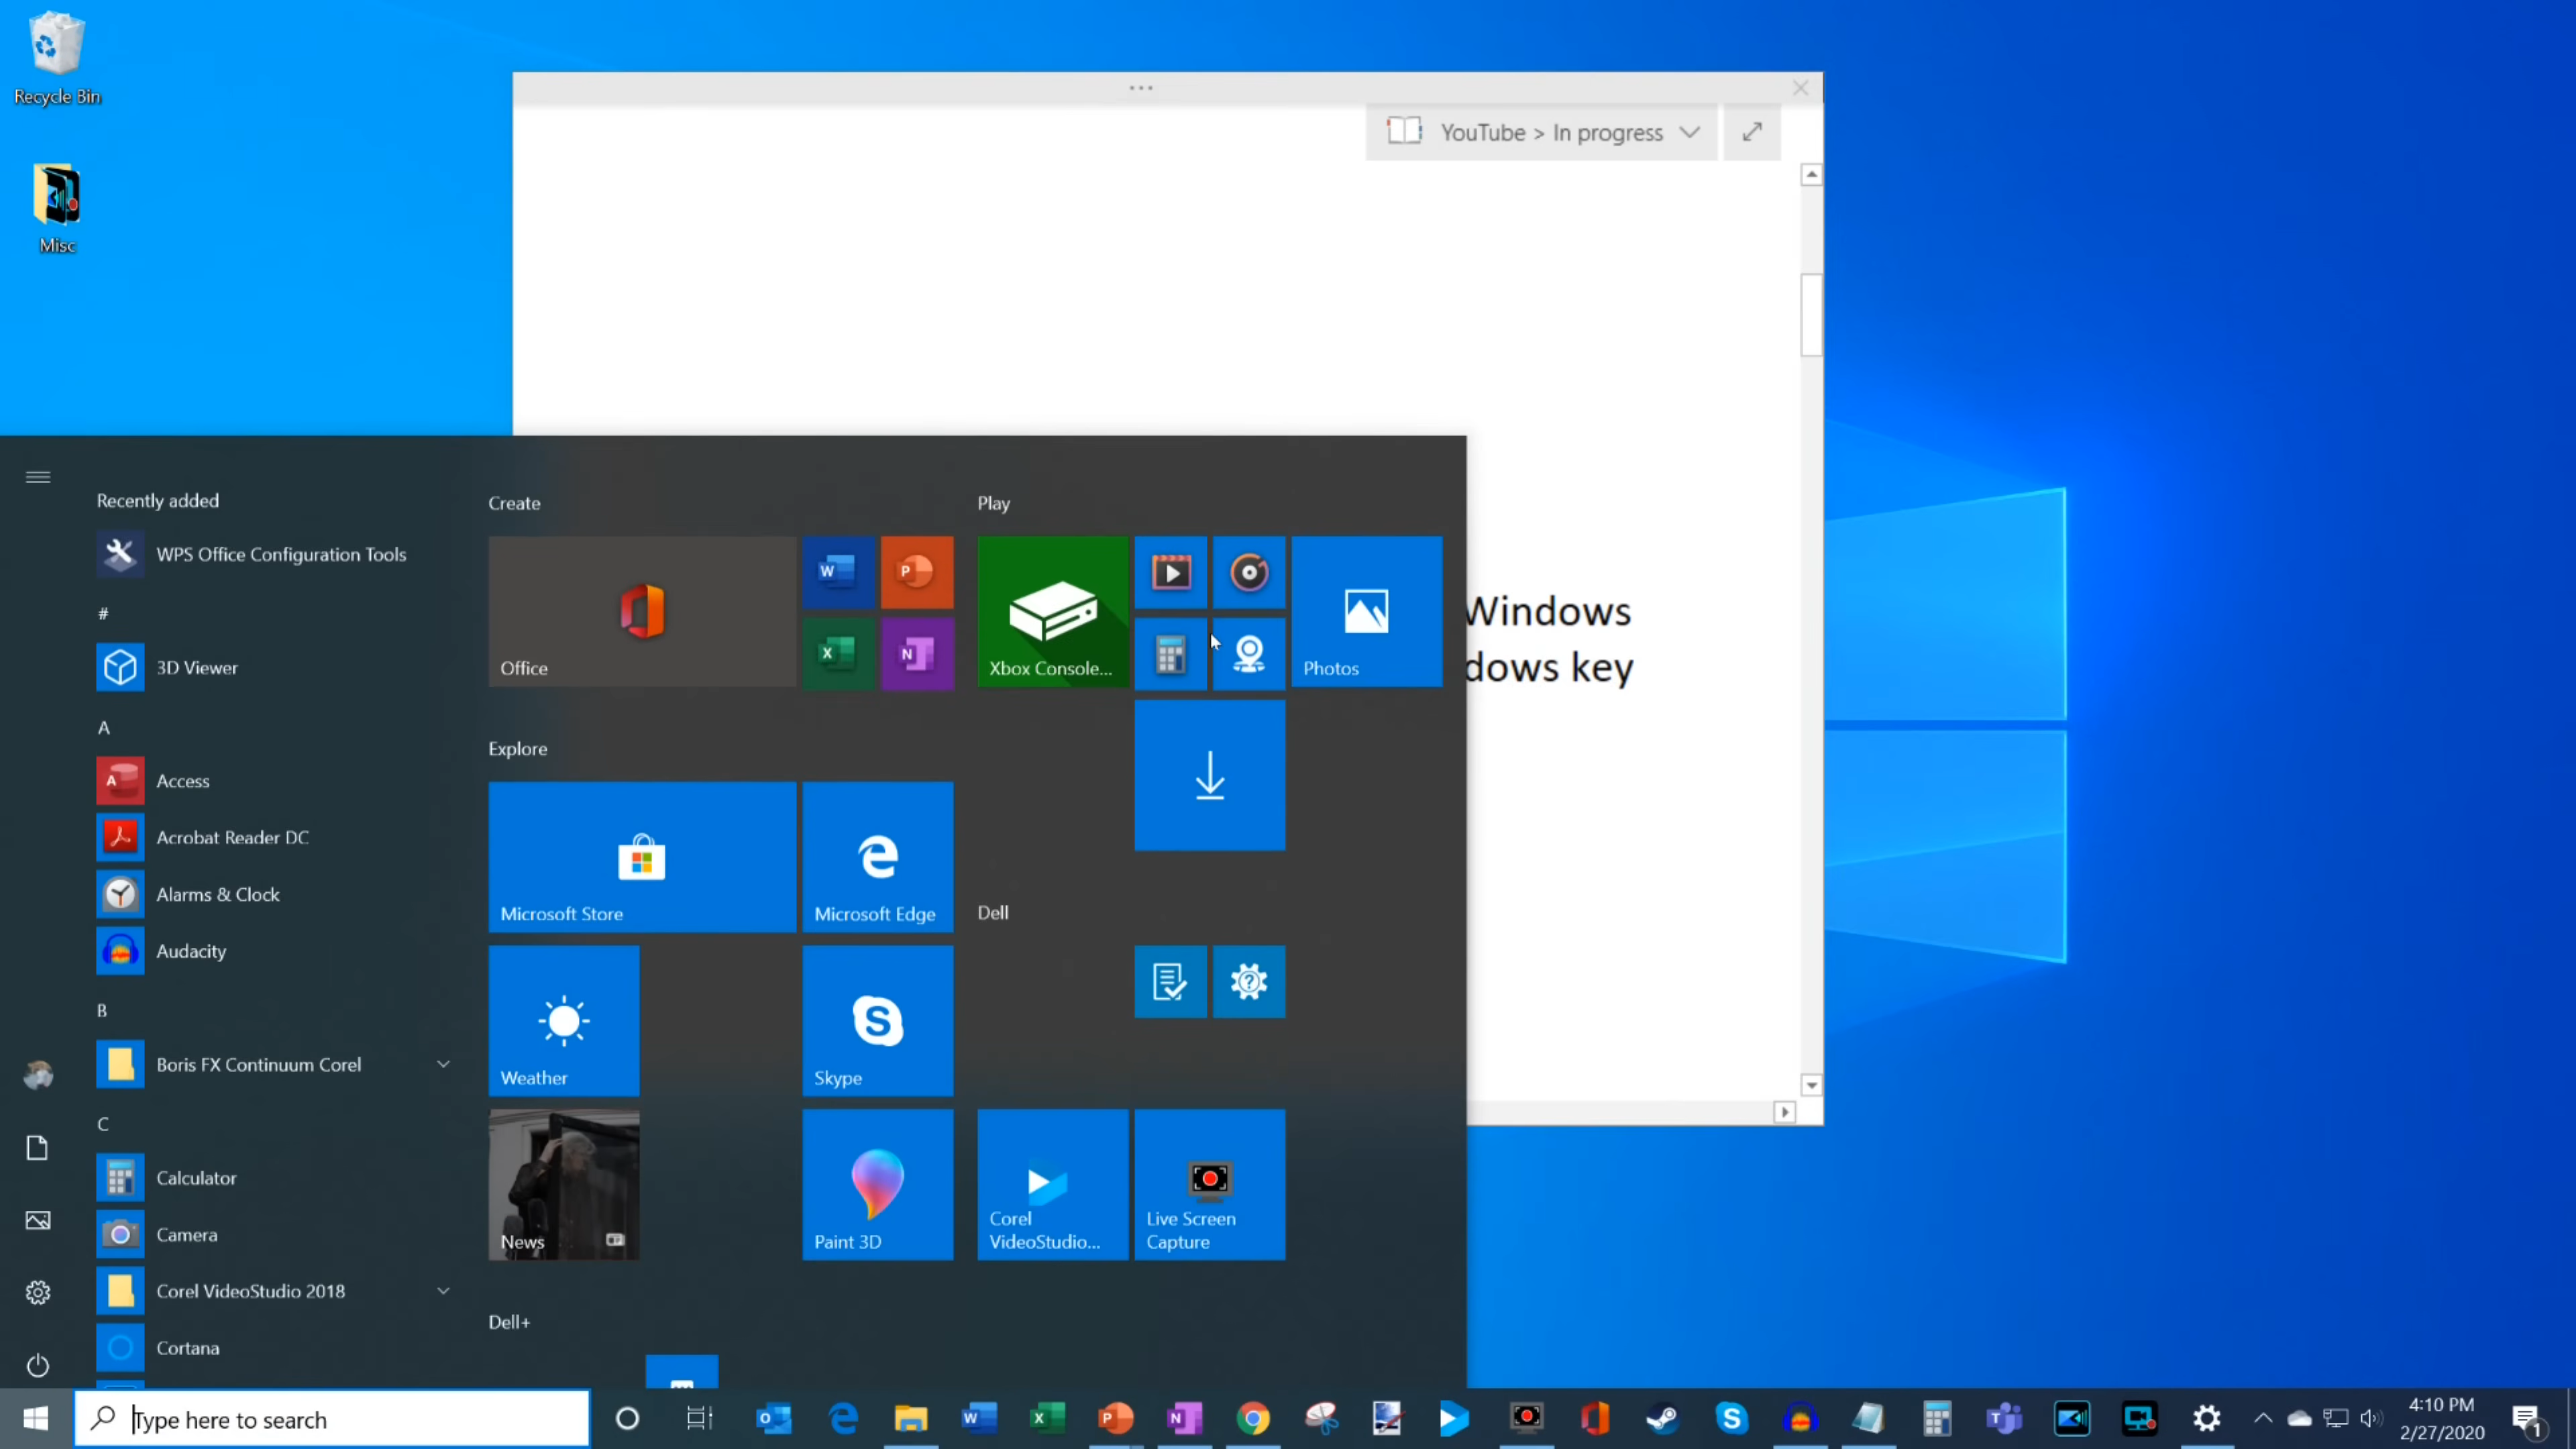 Recycle Bin
Misc
YouTube > In progress
Windows
dows key
Recently added
WPS Office Configuration Tools
#
3D Viewer
A
Access
Acrobat Reader DC
Alarms & Clock
Audacity
B
Boris FX Continuum Corel
C
Calculator
Camera
Corel VideoStudio 2018
Cortana
Create
Office
Explore
Microsoft Store
Microsoft Edge
Weather
Skype
News
Paint 3D
Dell+
Play
Xbox Console...
Photos
Dell
Corel
VideoStudio...
Live Screen
Capture
Type here to search
4:10 PM
2/27/2020
1